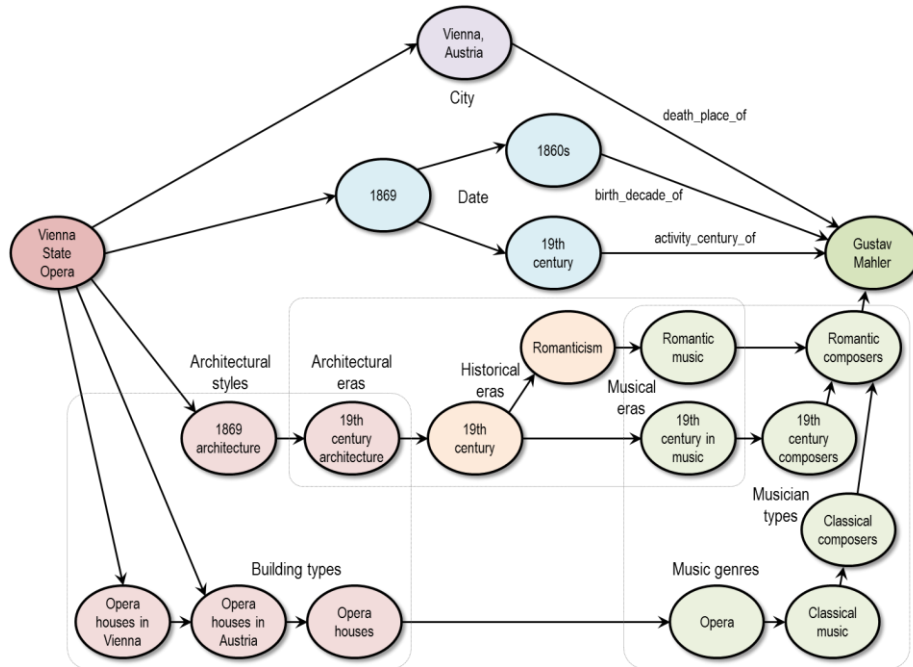 Vienna,
Austria
City
death_place_of
1860s
1869
Date
birth_decade_of
Vienna
State
Opera
19th
century
activity_century_of
Gustav
Mahler
Architectural
styles
Architectural
eras
Historical
eras
Romanticism
Musical
eras
Romantic
music
Romantic
composers
1869
architecture
19th
century
architecture
19th
century
19th
century in
music
19th
century
composers
Musician
types
Classical
composers
Building types
Music genres
Opera
houses in
Vienna
Opera
houses in
Austria
Opera
houses
Opera
Classical
music